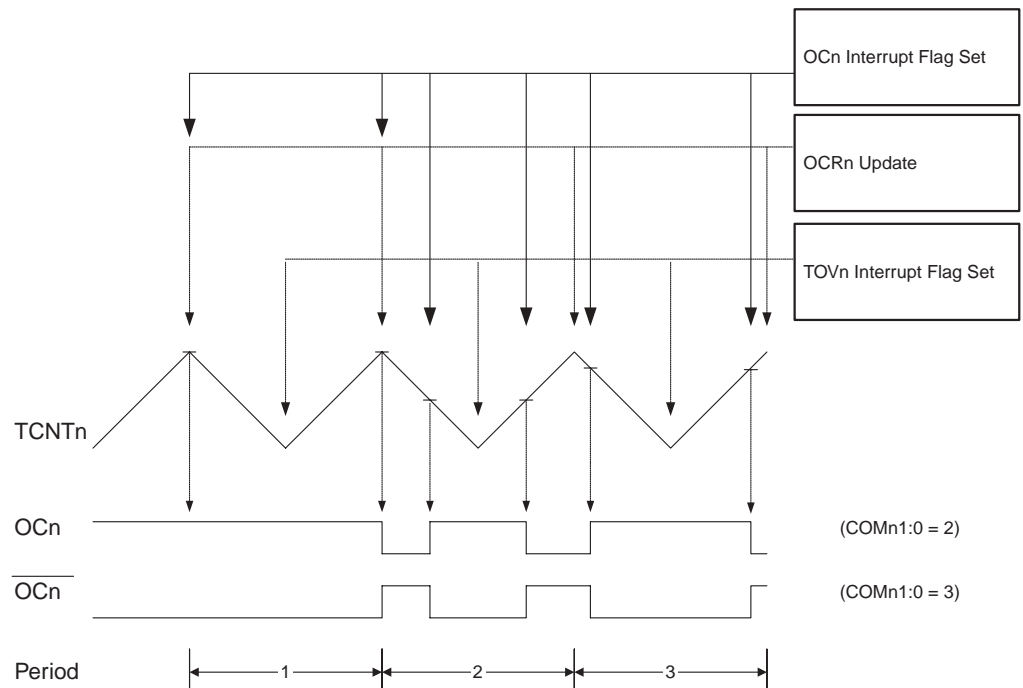 OCn Interrupt Flag Set
OCRn Update
TOVn Interrupt Flag Set
TCNTn
OCn (COMn1:0 = 2)
OCn (COMn1:0 = 3)
Period 1 2 3